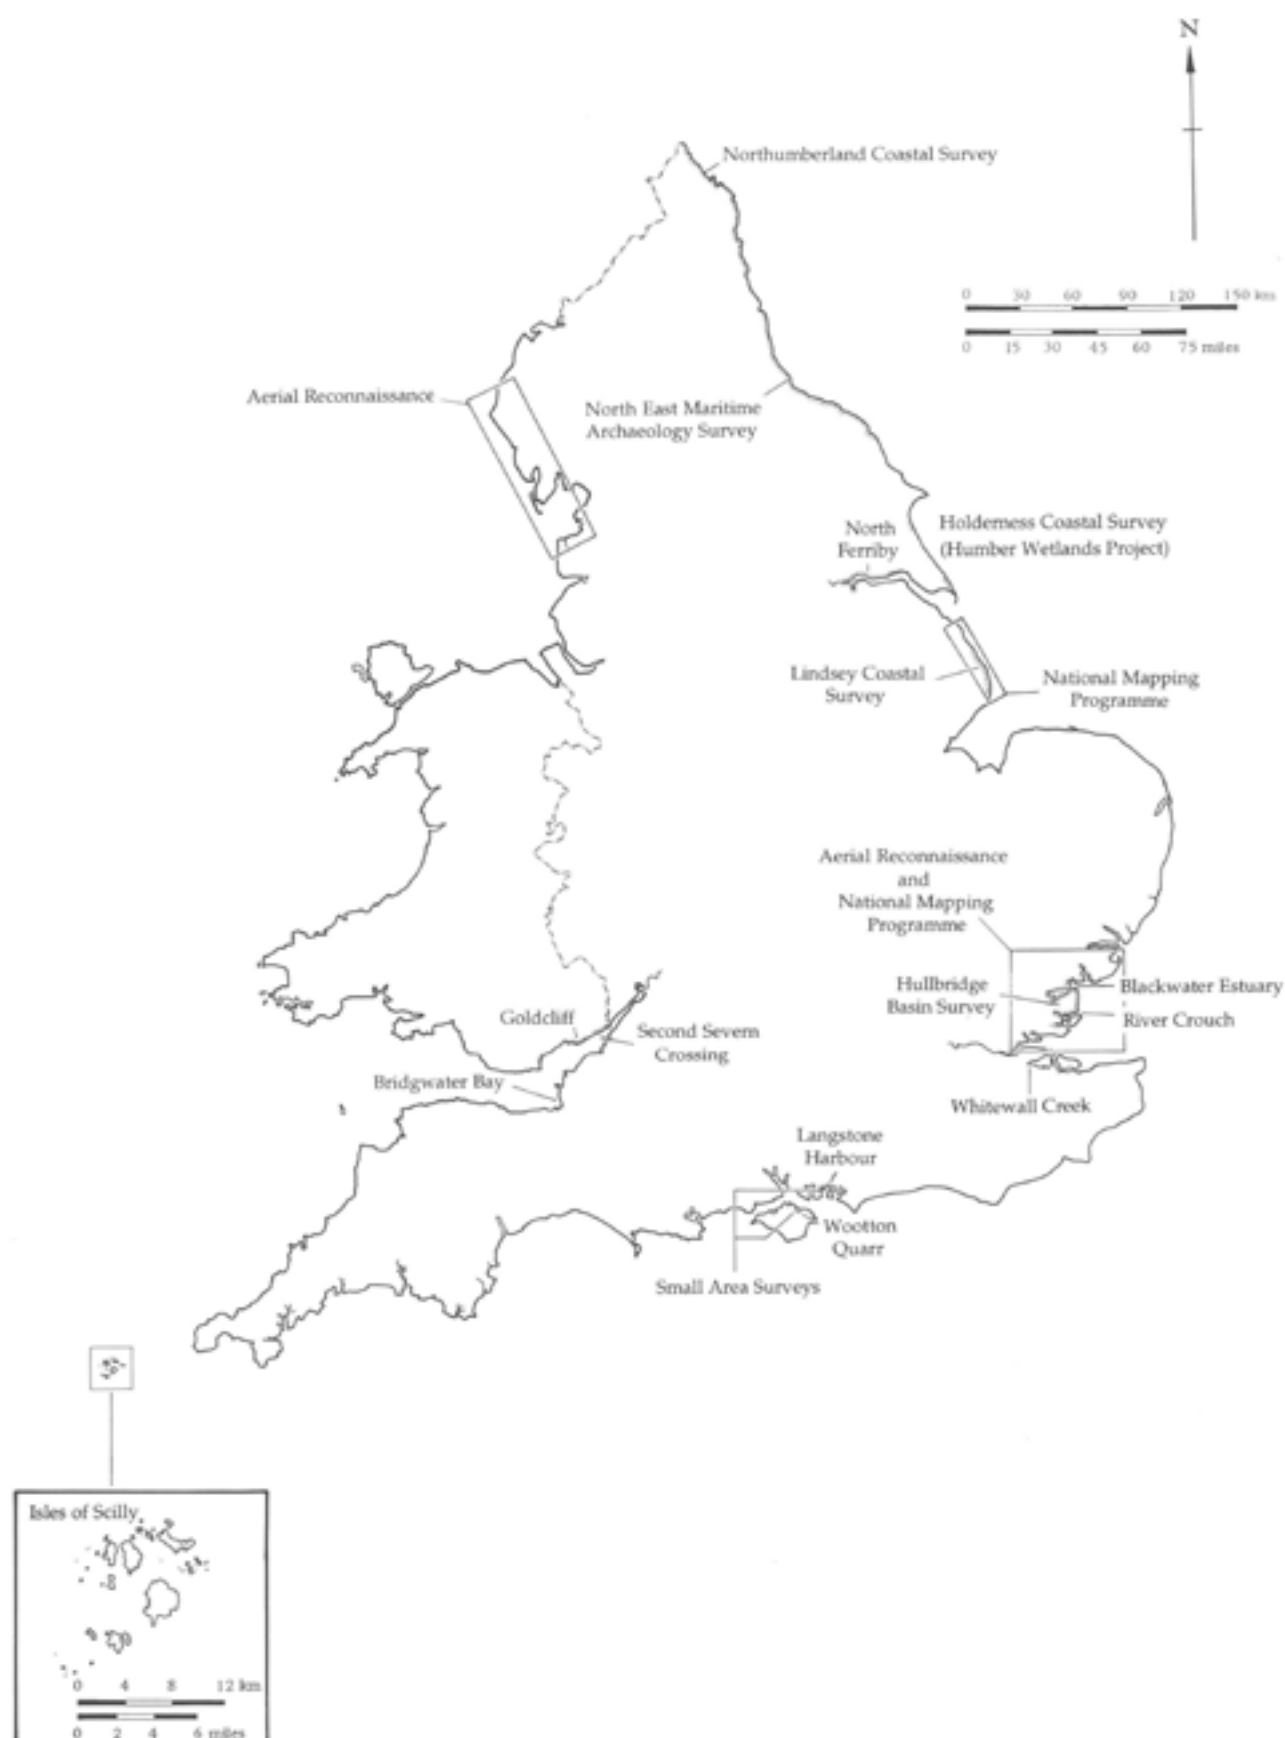 N
Northumberland Coastal Survey
0 30 60 90 120 150 km
0 15 30 45 60 75 miles
Aerial Reconnaissance
North East Maritime
Archaeology Survey
North
Ferriby
Holderness Coastal Survey
(Humber Wetlands Project)
Lindsey Coastal
Survey
National Mapping
Programme
Aerial Reconnaissance
and
National Mapping
Programme
Hullbridge
Basin Survey
Blackwater Estuary
River Crouch
Goldcliff
Second Severn
Crossing
Bridgwater Bay
Whitewall Creek
Langstone
Harbour
Wootton
Quarr
Small Area Surveys
Isles of Scilly
0 4 8 12 km
0 2 4 6 miles